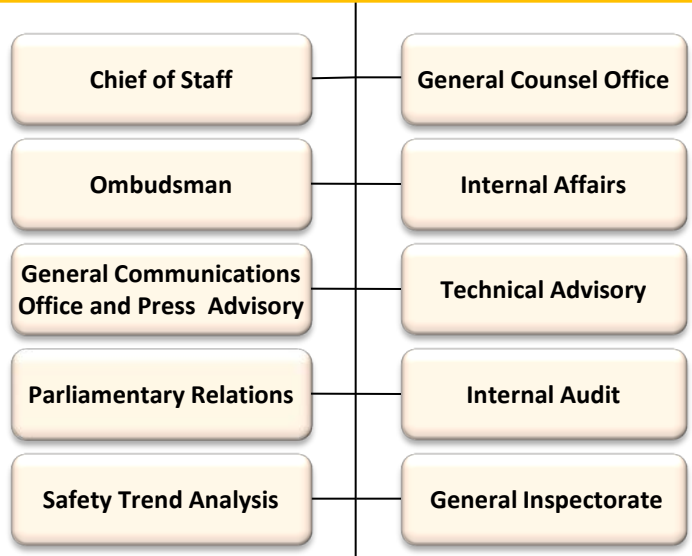 Chief of Staff
General Counsel Office
Ombudsman
Internal Affairs
General Communications
Office and Press Advisory
Technical Advisory
Parliamentary Relations
Internal Audit
Safety Trend Analysis
General Inspectorate